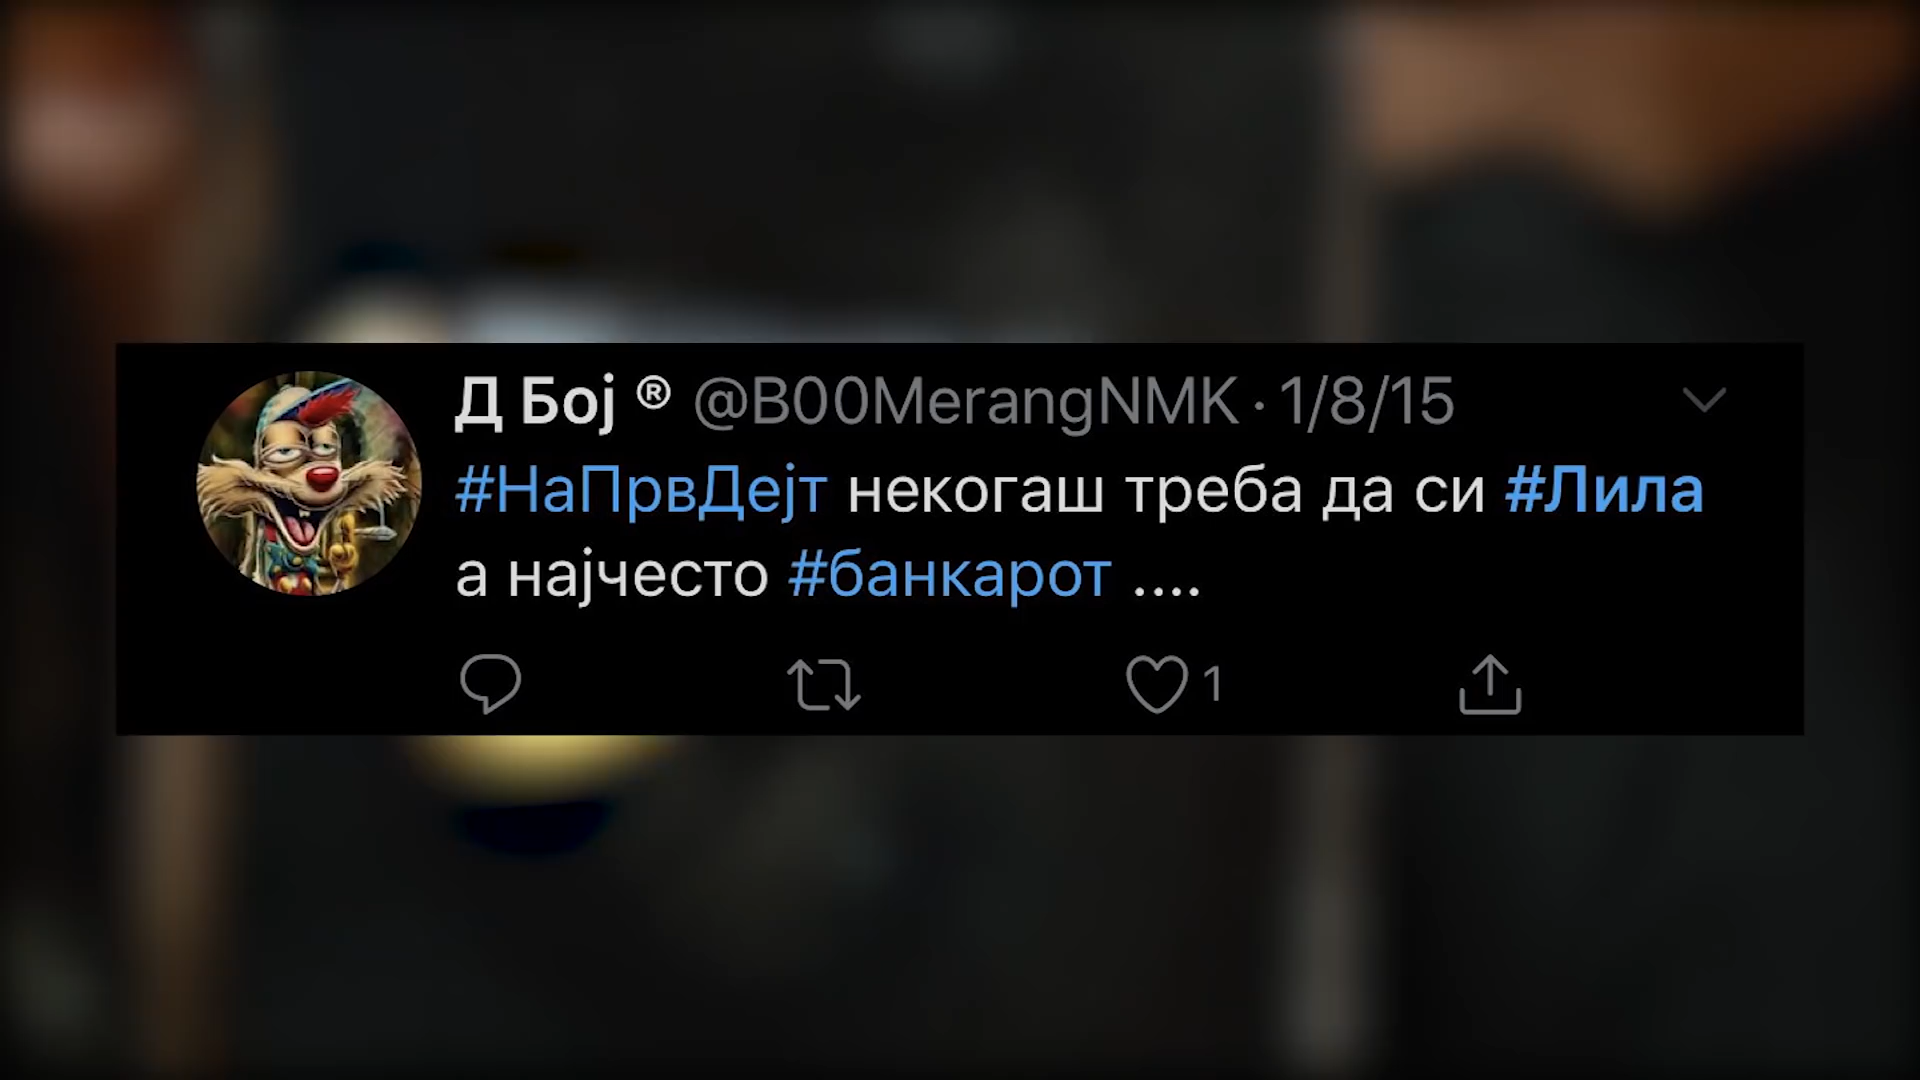 Д Бој ® @B00MerangNMK · 1/8/15
#НаПрвДејт некогаш треба да си #Лила
а најчесто #банкарот ....
1